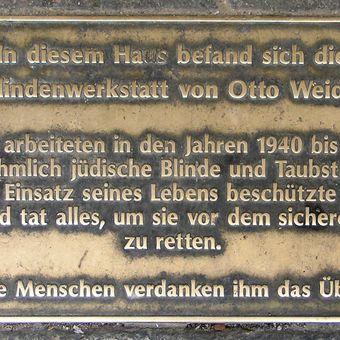 In diesem Haus befand sich die
lindenwerkstatt von Otto Weid
arbeiteten in den Jahren 1940 bis
hmlich jüdische Blinde und Taubst
Einsatz seines Lebens beschützte
d tat alles, um sie vor dem sichere
zu retten.
e Menschen verdanken ihm das Üb